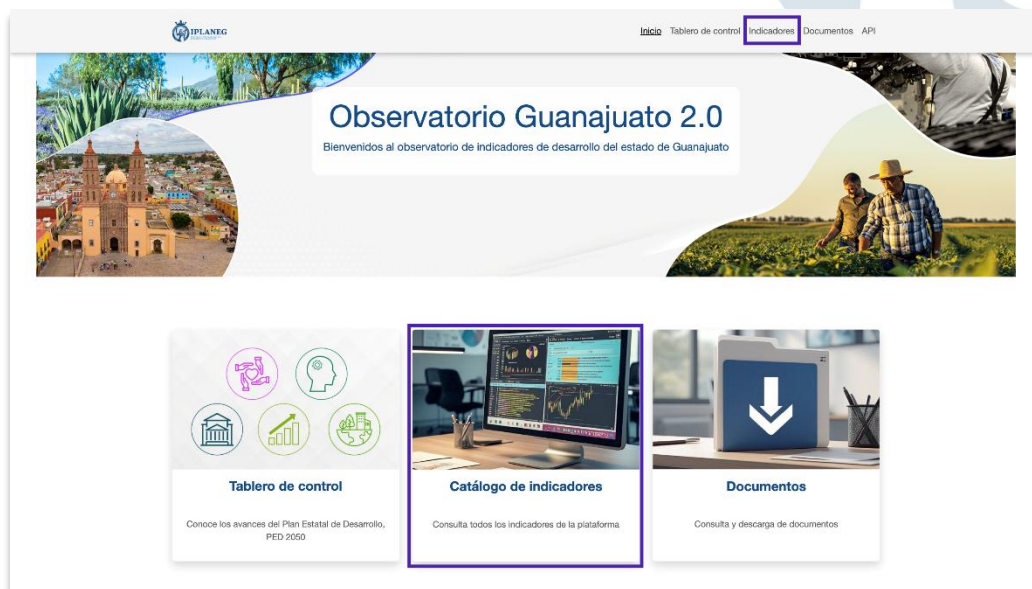 IPLANEG
Inicio Tablero de control Indicadores Documentos API
Observatorio Guanajuato 2.0
Bienvenidos al observatorio de indicadores de desarrollo del estado de Guanajuato
Tablero de control
Conoce los avances del Plan Estatal de Desarrollo,
PED 2050
Catálogo de indicadores
Consulta todos los indicadores de la plataforma
Documentos
Consulta y descarga de documentos